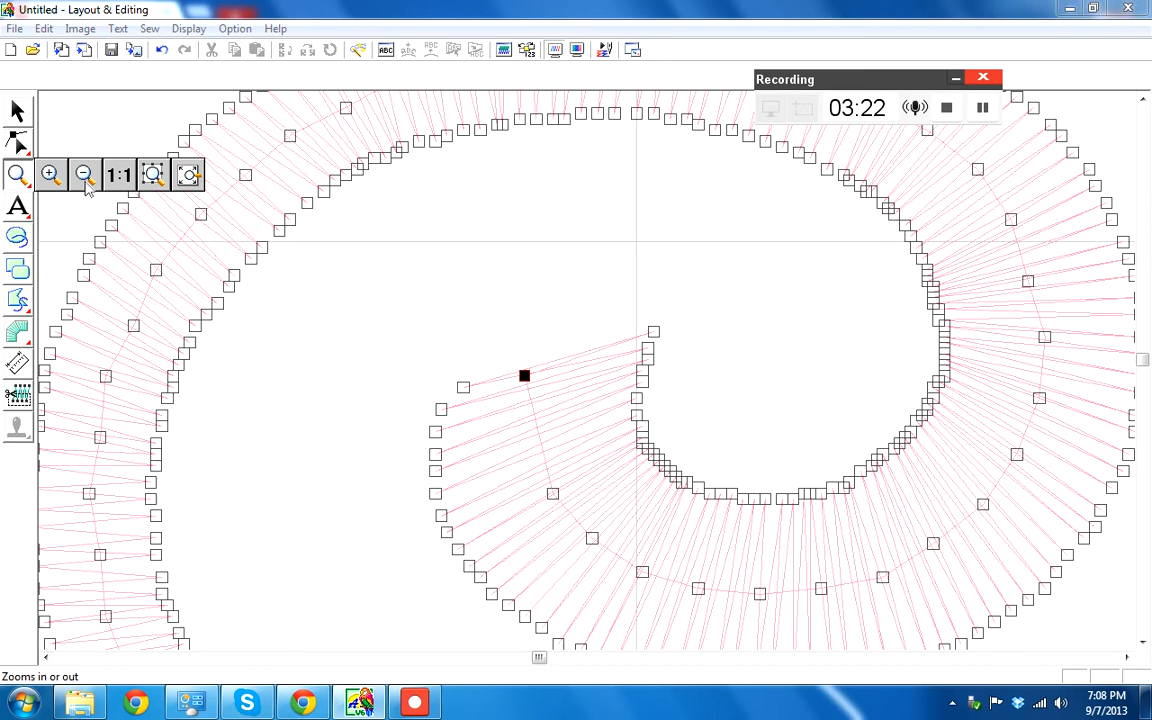 Untitled - Layout & Editing
File Edit Image Text Sew Display Option Help
Recording
03:22
1:1
A
ABC
Zooms in or out
7:08 PM
9/7/2013